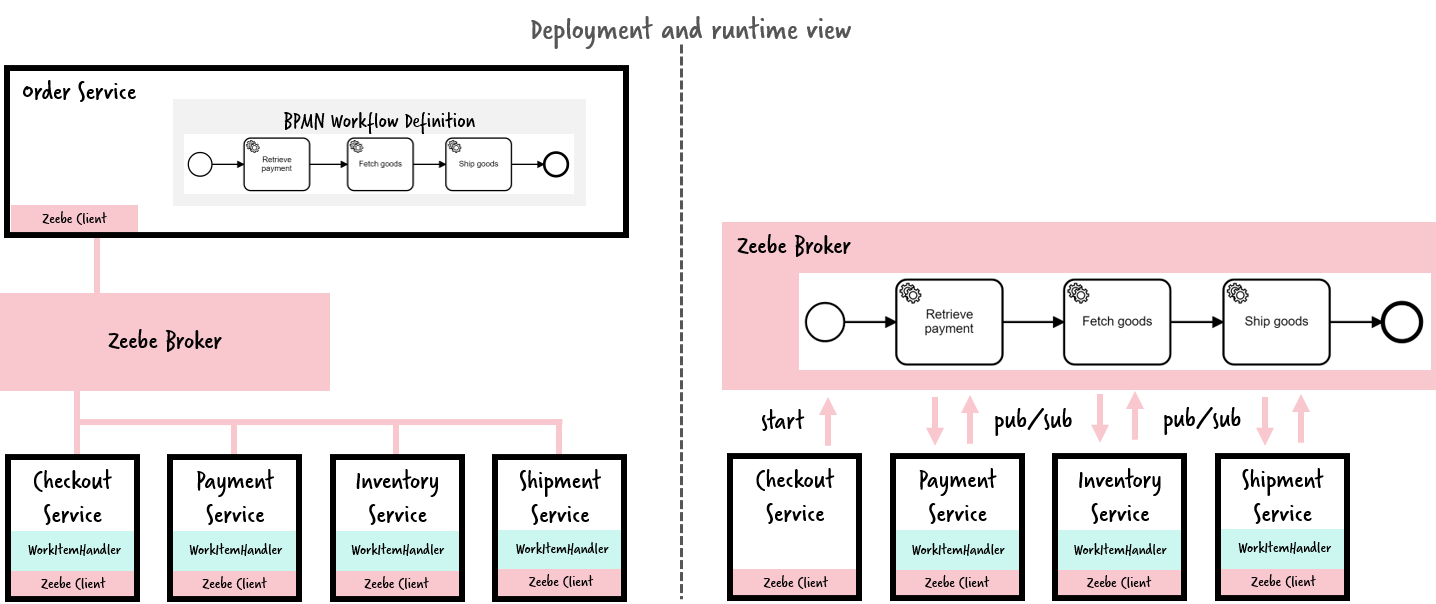 Deployment and runtime view
Order Service
BPMN Workflow Definition
Retrieve
payment
Fetch goods
Ship goods
Zeebe Client
Zeebe Broker
Checkout
Service
WorkItemHandler
Zeebe Client
Payment
Service
WorkItemHandler
Zeebe Client
Inventory
Service
WorkItemHandler
Zeebe Client
Shipment
Service
WorkItemHandler
Zeebe Client
Zeebe Broker
Retrieve
payment
Fetch goods
Ship goods
start
pub/sub
pub/sub
Checkout
Service
Zeebe Client
Payment
Service
WorkItemHandler
Zeebe Client
Inventory
Service
WorkItemHandler
Zeebe Client
Shipment
Service
WorkItemHandler
Zeebe Client